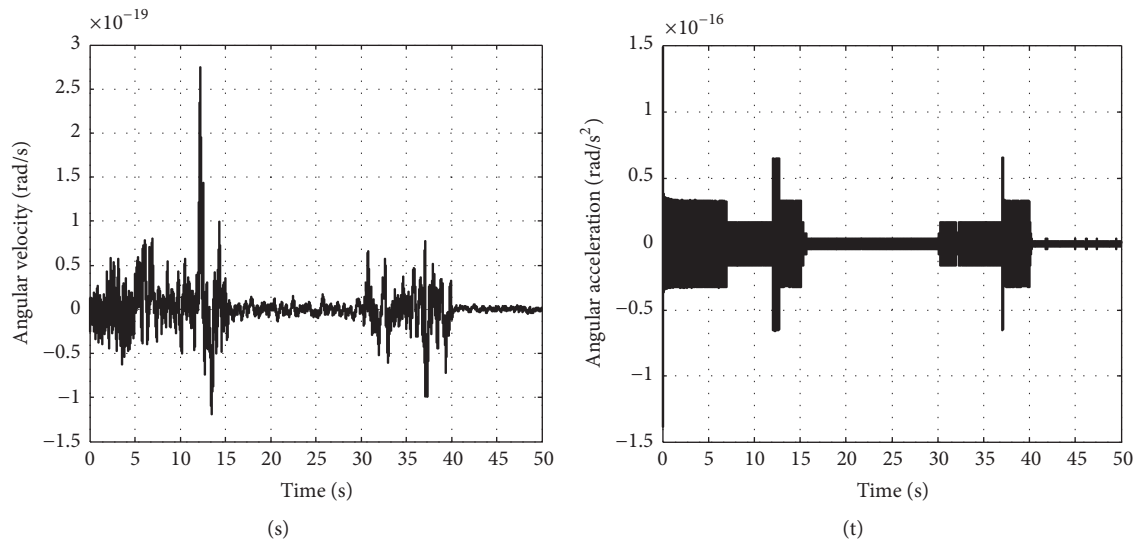 ×10−19
3
2.5
2
1.5
1
0.5
0
−0.5
−1
−1.5
Angular velocity (rad/s)
0 5 10 15 20 25 30 35 40 45 50
Time (s)
(s)
×10−16
1.5
1
0.5
0
−0.5
−1
−1.5
Angular acceleration (rad/s2)
0 5 10 15 20 25 30 35 40 45 50
Time (s)
(t)